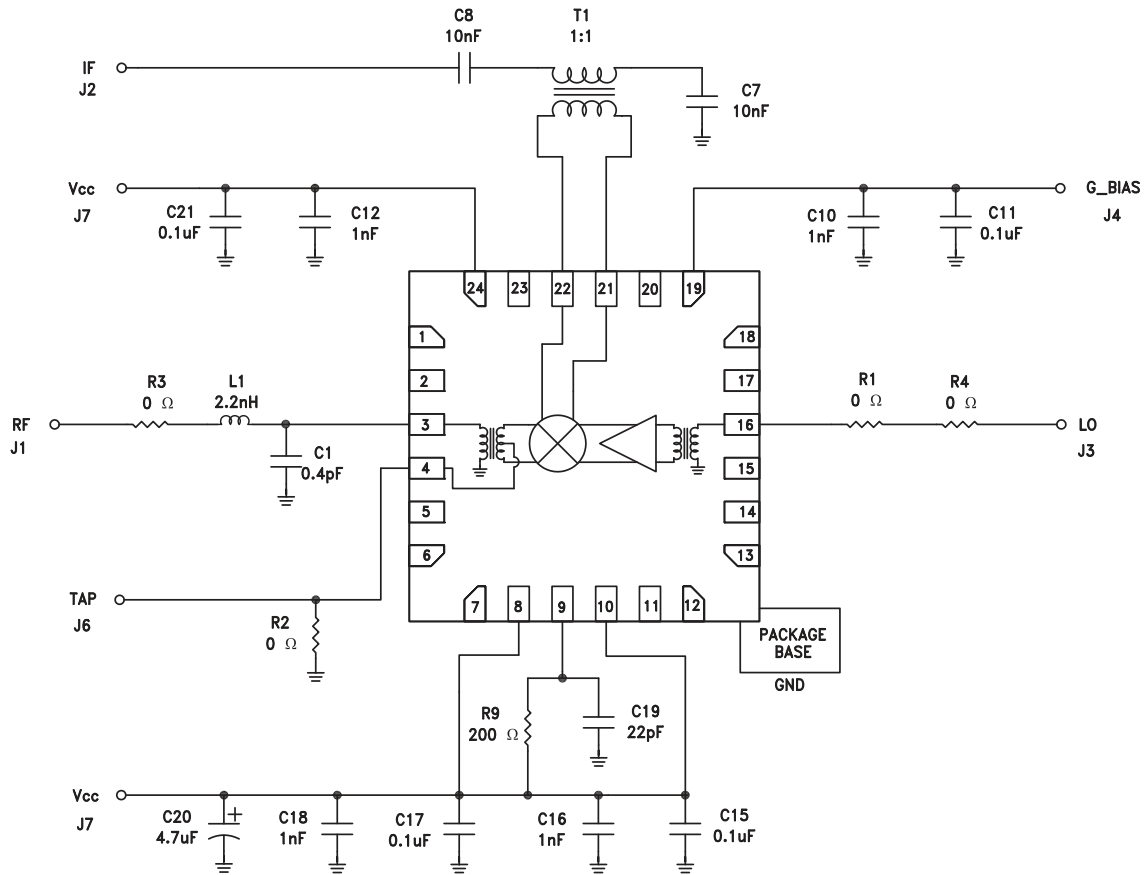 C8
10nF
T1
1:1
IF
J2
C7
10nF
Vcc
J7
C21
0.1uF
C12
1nF
C10
1nF
C11
0.1uF
G_BIAS
J4
24
23
22
21
20
19
1
2
3
4
5
6
18
17
16
15
14
13
7
8
9
10
11
12
RF
J1
R3
0 Ω
L1
2.2nH
C1
0.4pF
R1
0 Ω
R4
0 Ω
LO
J3
TAP
J6
R2
0 Ω
PACKAGE
BASE
GND
R9
200 Ω
C19
22pF
Vcc
J7
C20
4.7uF
+
C18
1nF
C17
0.1uF
C16
1nF
C15
0.1uF